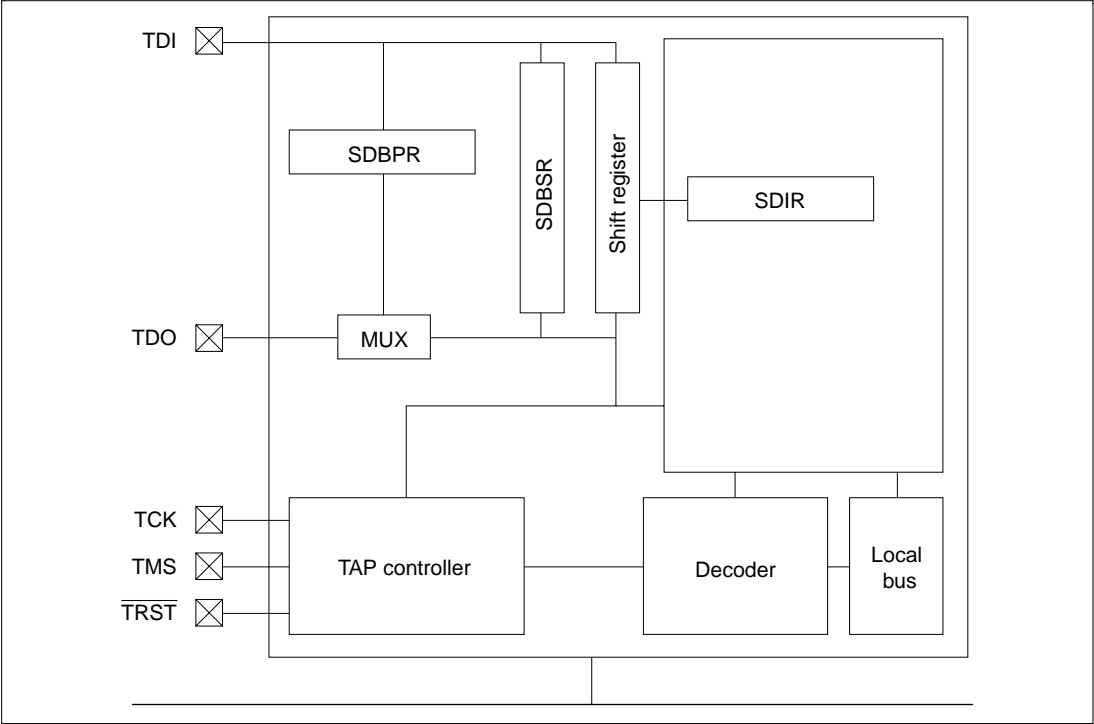 TDI
SDBPR
SDBSR
Shift register
SDIR
TDO
MUX
TCK
TMS
TRST
TAP controller
Decoder
Local
bus